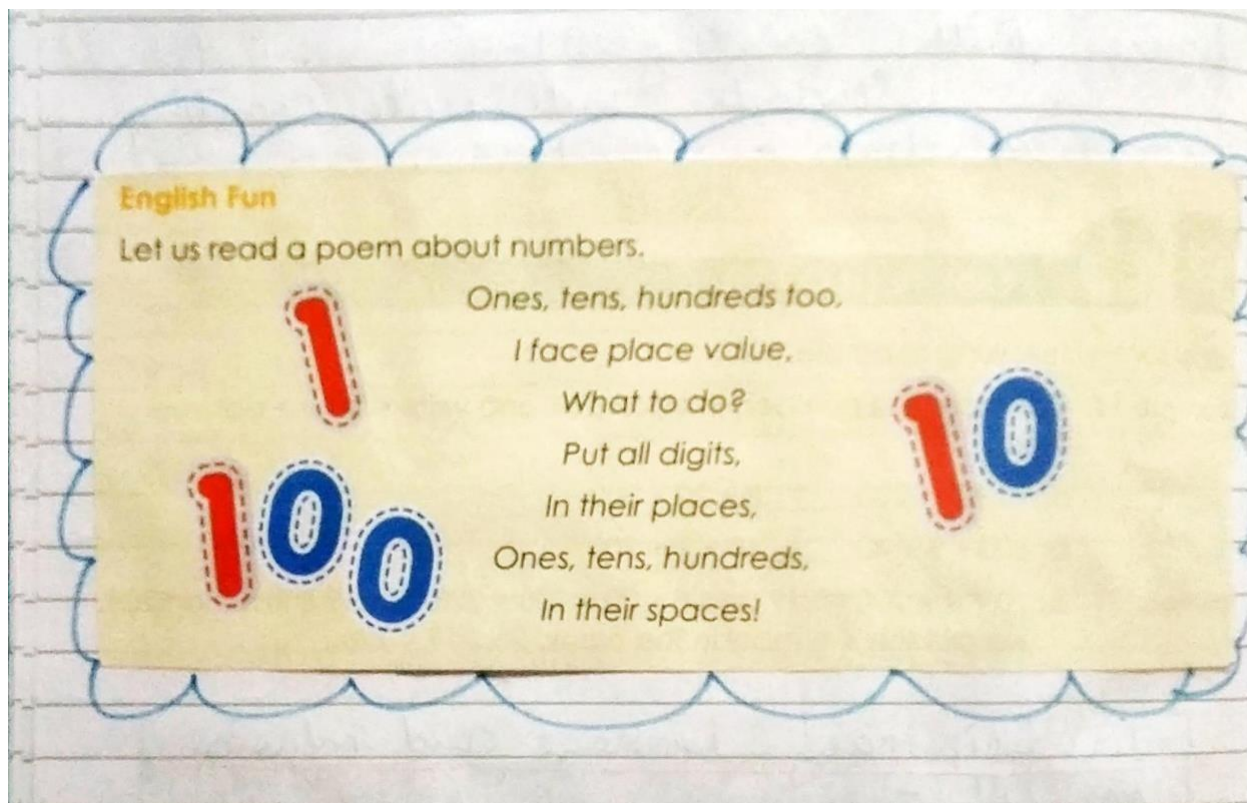 English Fun
Let us read a poem about numbers.
Ones, tens, hundreds too,
I face place value,
What to do?
Put all digits,
In their places,
Ones, tens, hundreds,
In their spaces!
1
10
100